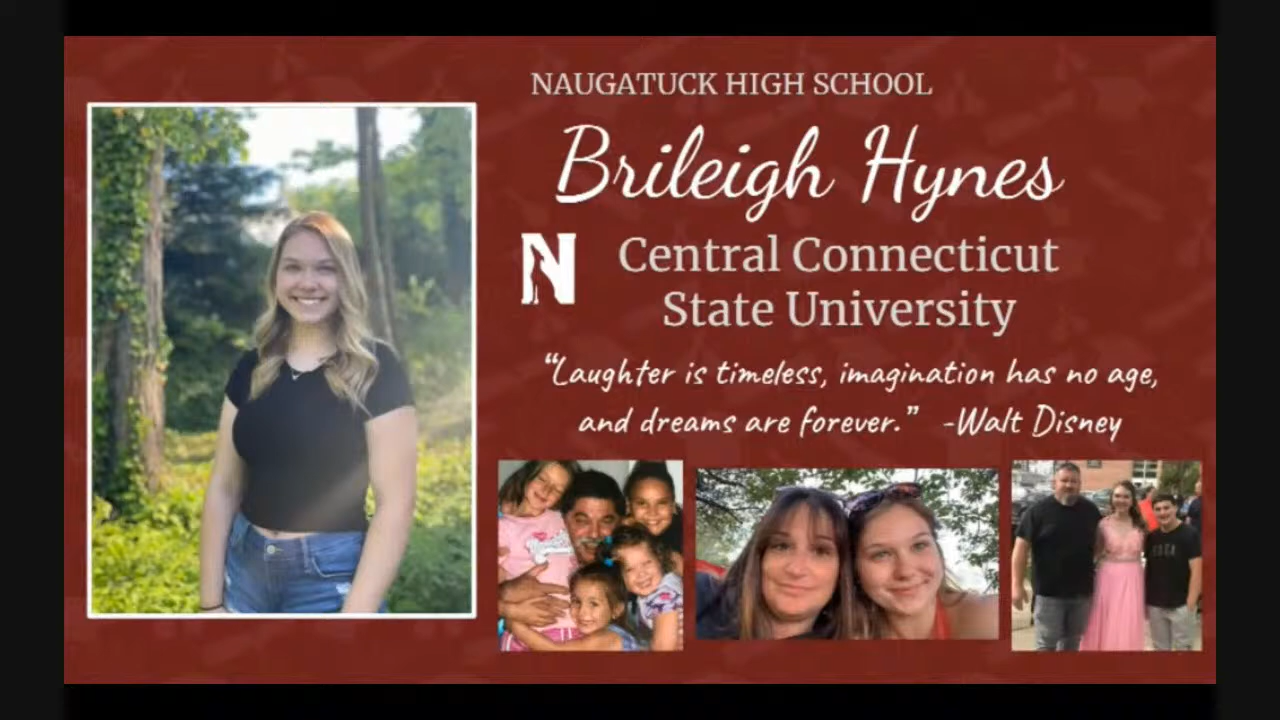 NAUGATUCK HIGH SCHOOL
Brileigh Hynes
N
Central Connecticut
State University
“Laughter is timeless, imagination has no age,
and dreams are forever.” -Walt Disney